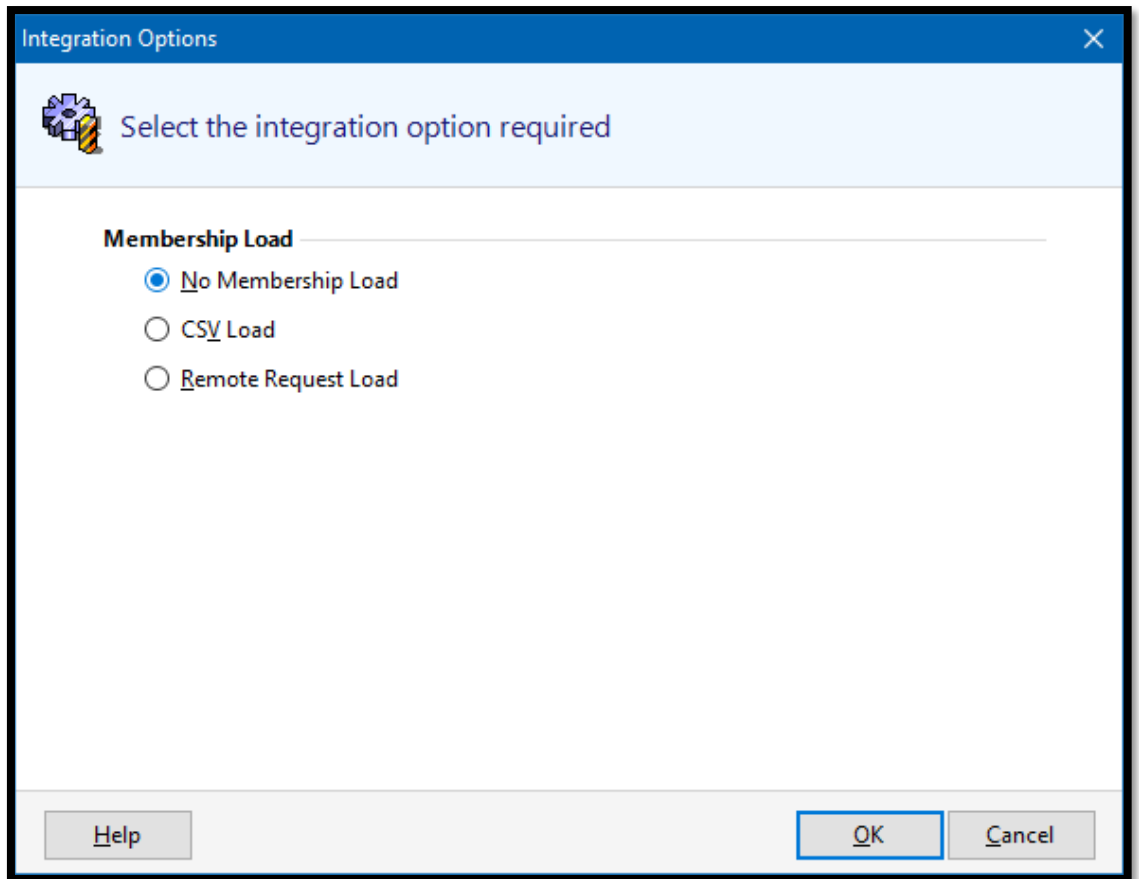 Integration Options
Select the integration option required
Membership Load
No Membership Load
CSV Load
Remote Request Load
Help
OK
Cancel